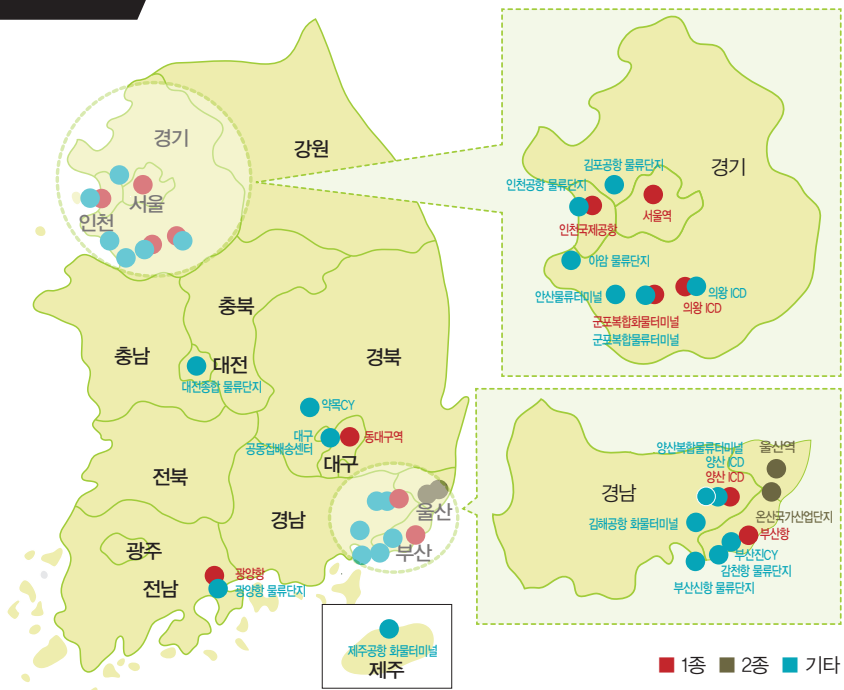 경기
강원
서울
인천
충북
충남
대전
대전종합 물류단지
경북
약목CY
대구
공동집배송센터
동대구역
대구
전북
경남
울산
부산
광주
전남
광양항
광양항 물류단지
제주공항 화물터미널
제주
김포공항 물류단지
경기
인천공항 물류단지
인천국제공항
서울역
아암 물류단지
안산물류터미널
의왕 ICD
의왕 ICD
군포복합화물터미널
군포복합물류터미널
양산복합물류터미널
울산역
양산 ICD
양산 ICD
경남
온산국가산업단지
김해공항 화물터미널
부산항
부산진CY
감천항 물류단지
부산신항 물류단지
1종 2종 기타